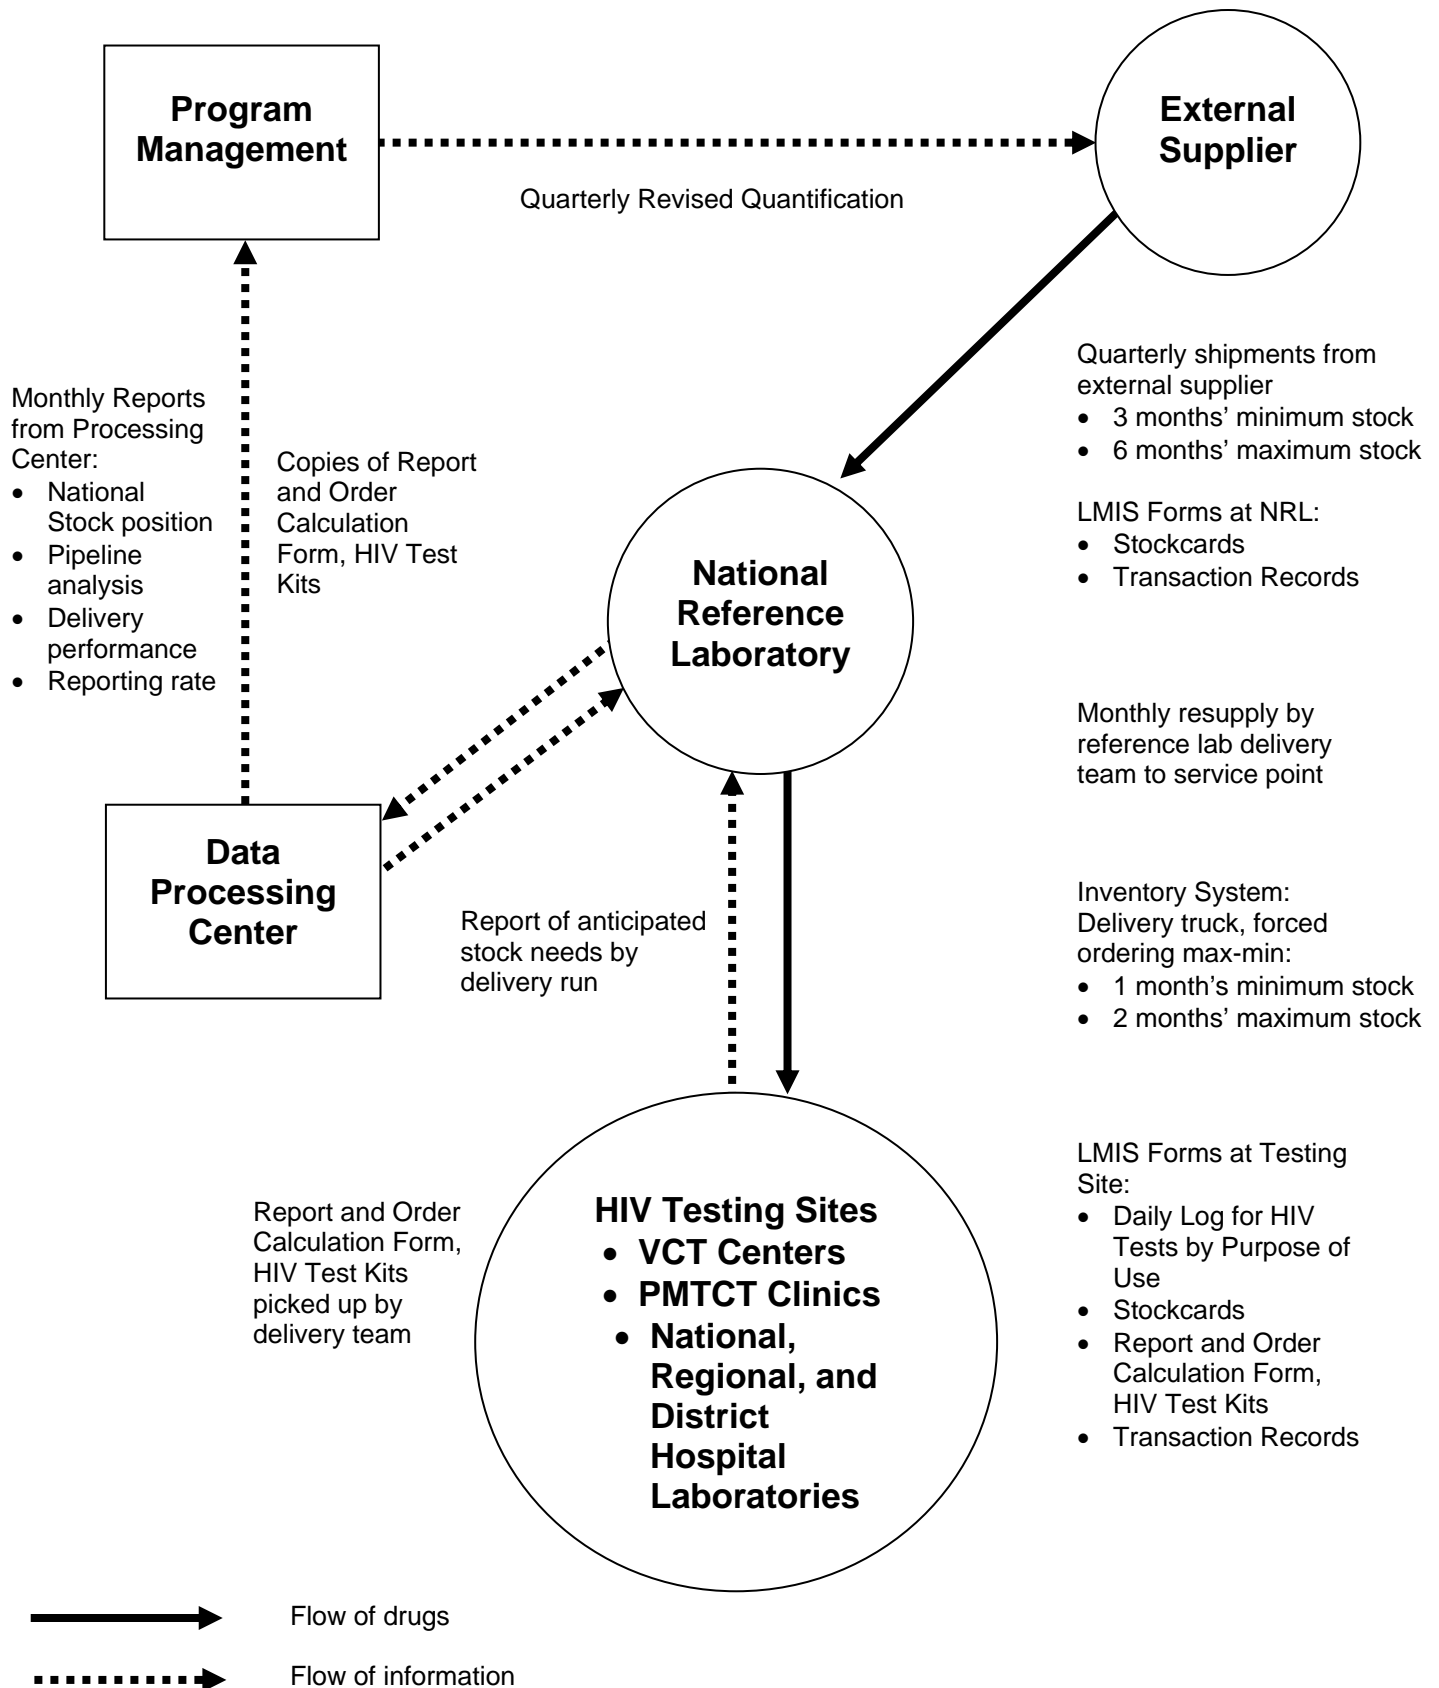 Program
Management
External
Supplier
Quarterly Revised Quantification
Monthly Reports
from Processing
Center:
• National
Stock position
• Pipeline
analysis
• Delivery
performance
• Reporting rate
Copies of Report
and Order
Calculation
Form, HIV Test
Kits
Quarterly shipments from
external supplier
• 3 months’ minimum stock
• 6 months’ maximum stock
LMIS Forms at NRL:
• Stockcards
• Transaction Records
National
Reference
Laboratory
Monthly resupply by
reference lab delivery
team to service point
Data
Processing
Center
Report of anticipated
stock needs by
delivery run
Inventory System:
Delivery truck, forced
ordering max-min:
• 1 month’s minimum stock
• 2 months’ maximum stock
Report and Order
Calculation Form,
HIV Test Kits
picked up by
delivery team
HIV Testing Sites
• VCT Centers
• PMTCT Clinics
• National,
Regional, and
District
Hospital
Laboratories
LMIS Forms at Testing
Site:
• Daily Log for HIV
Tests by Purpose of
Use
• Stockcards
• Report and Order
Calculation Form,
HIV Test Kits
• Transaction Records
Flow of drugs
Flow of information